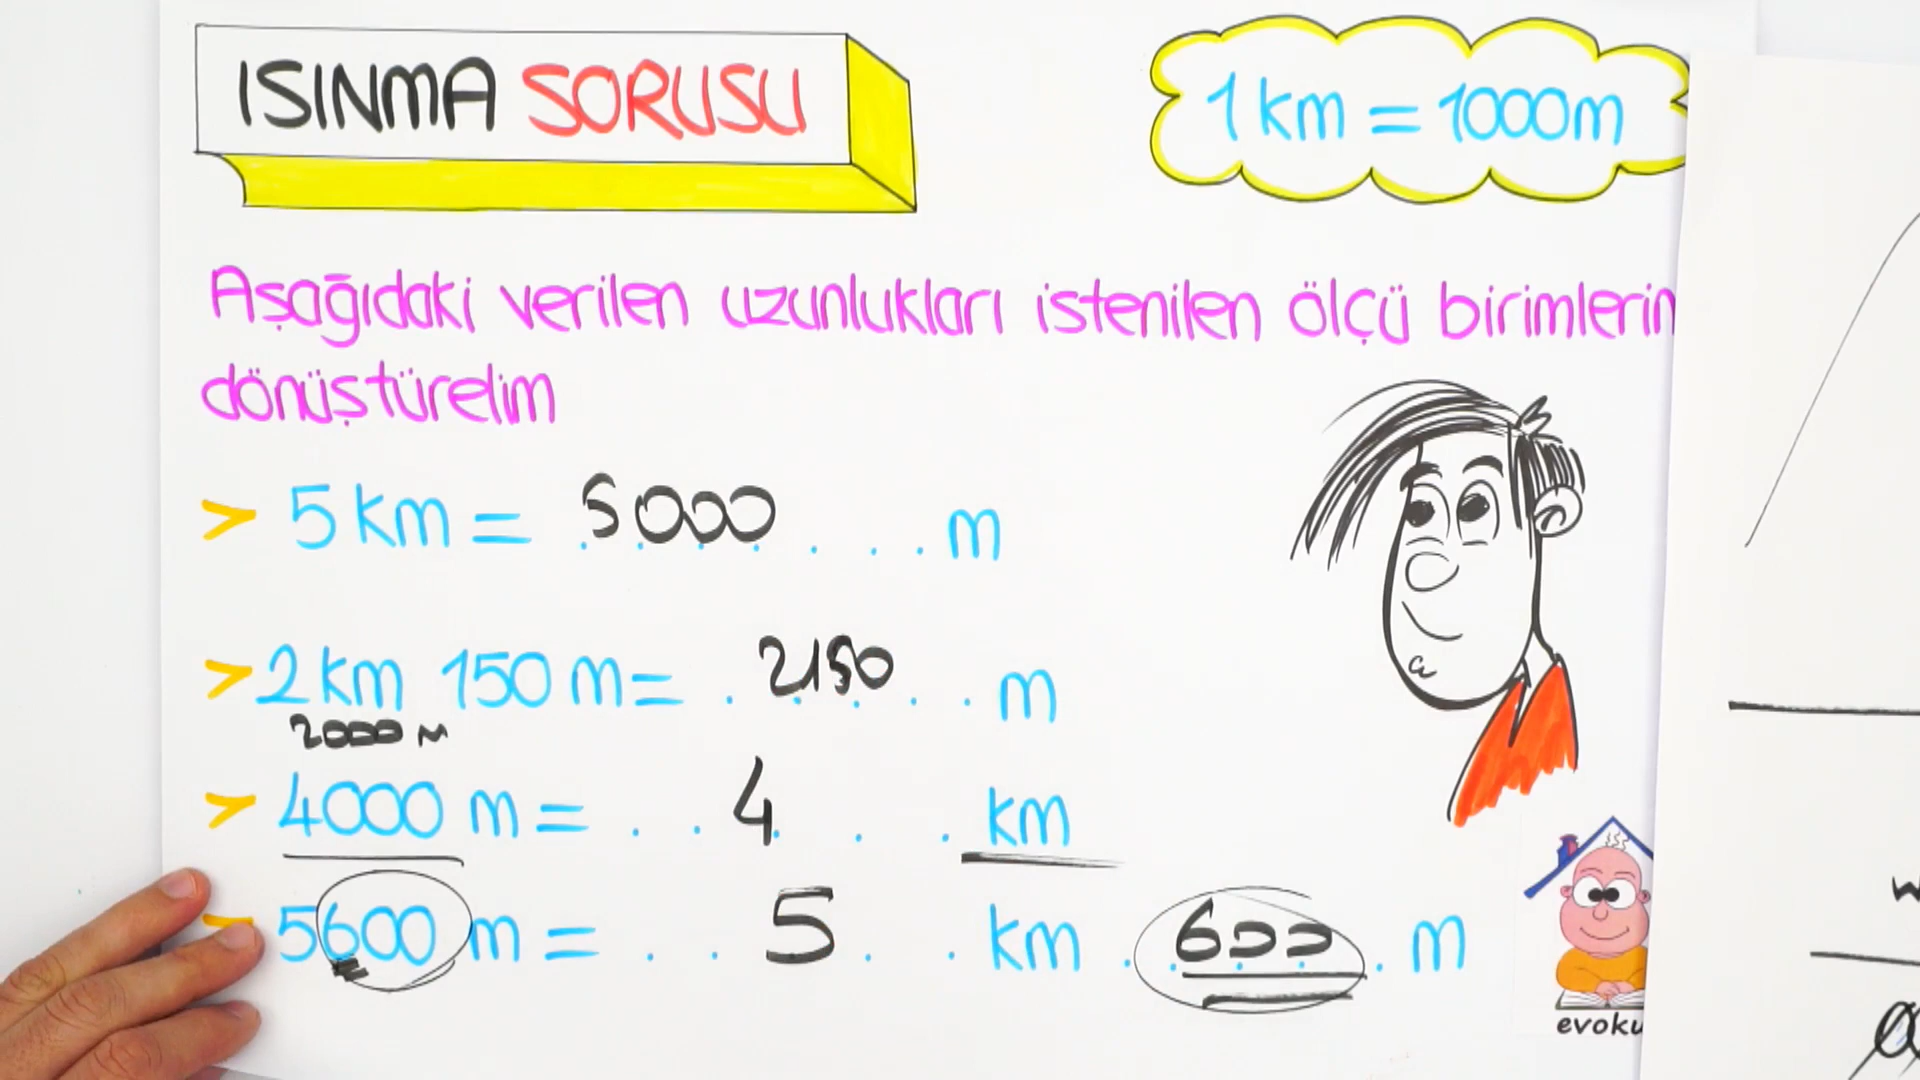 ISINMA SORUSU
1 km = 1000m
Aşağıdaki verilen uzunlukları istenilen ölçü birimlerin
dönüştürelim
> 5 km = 5000 . . . m
> 2 km 150 m = . 2150 . . m
2000 m
> 4000 m = . . 4 . . km
> 5600 m = . . 5 . . km . 600 . m
evoku